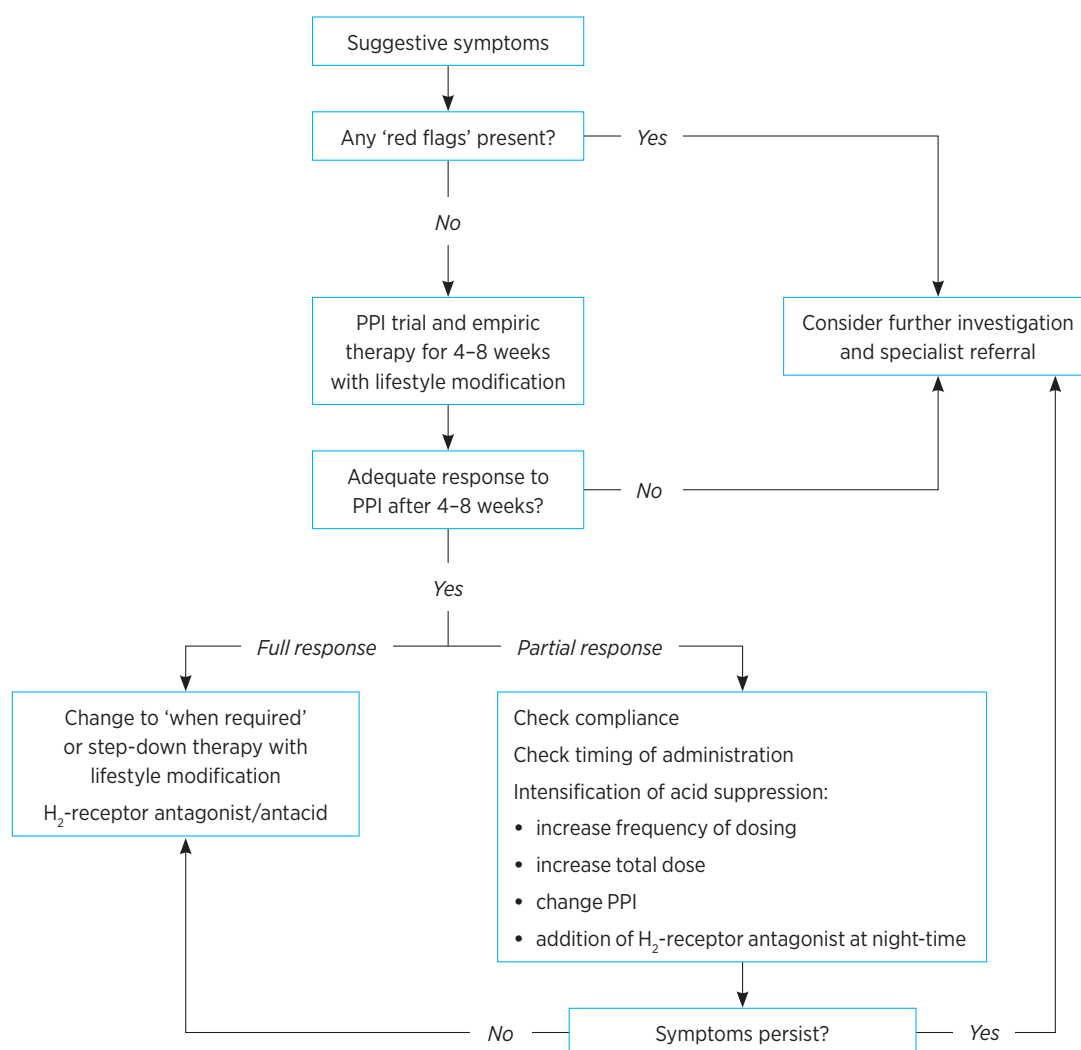 Suggestive symptoms
Any ‘red flags’ present?
Yes
No
PPI trial and empiric
therapy for 4–8 weeks
with lifestyle modification
Consider further investigation
and specialist referral
Adequate response to
PPI after 4–8 weeks?
No
Yes
Full response
Partial response
Change to ‘when required’
or step-down therapy with
lifestyle modification
H₂-receptor antagonist/antacid
Check compliance
Check timing of administration
Intensification of acid suppression:
• increase frequency of dosing
• increase total dose
• change PPI
• addition of H₂-receptor antagonist at night-time
No
Symptoms persist?
Yes